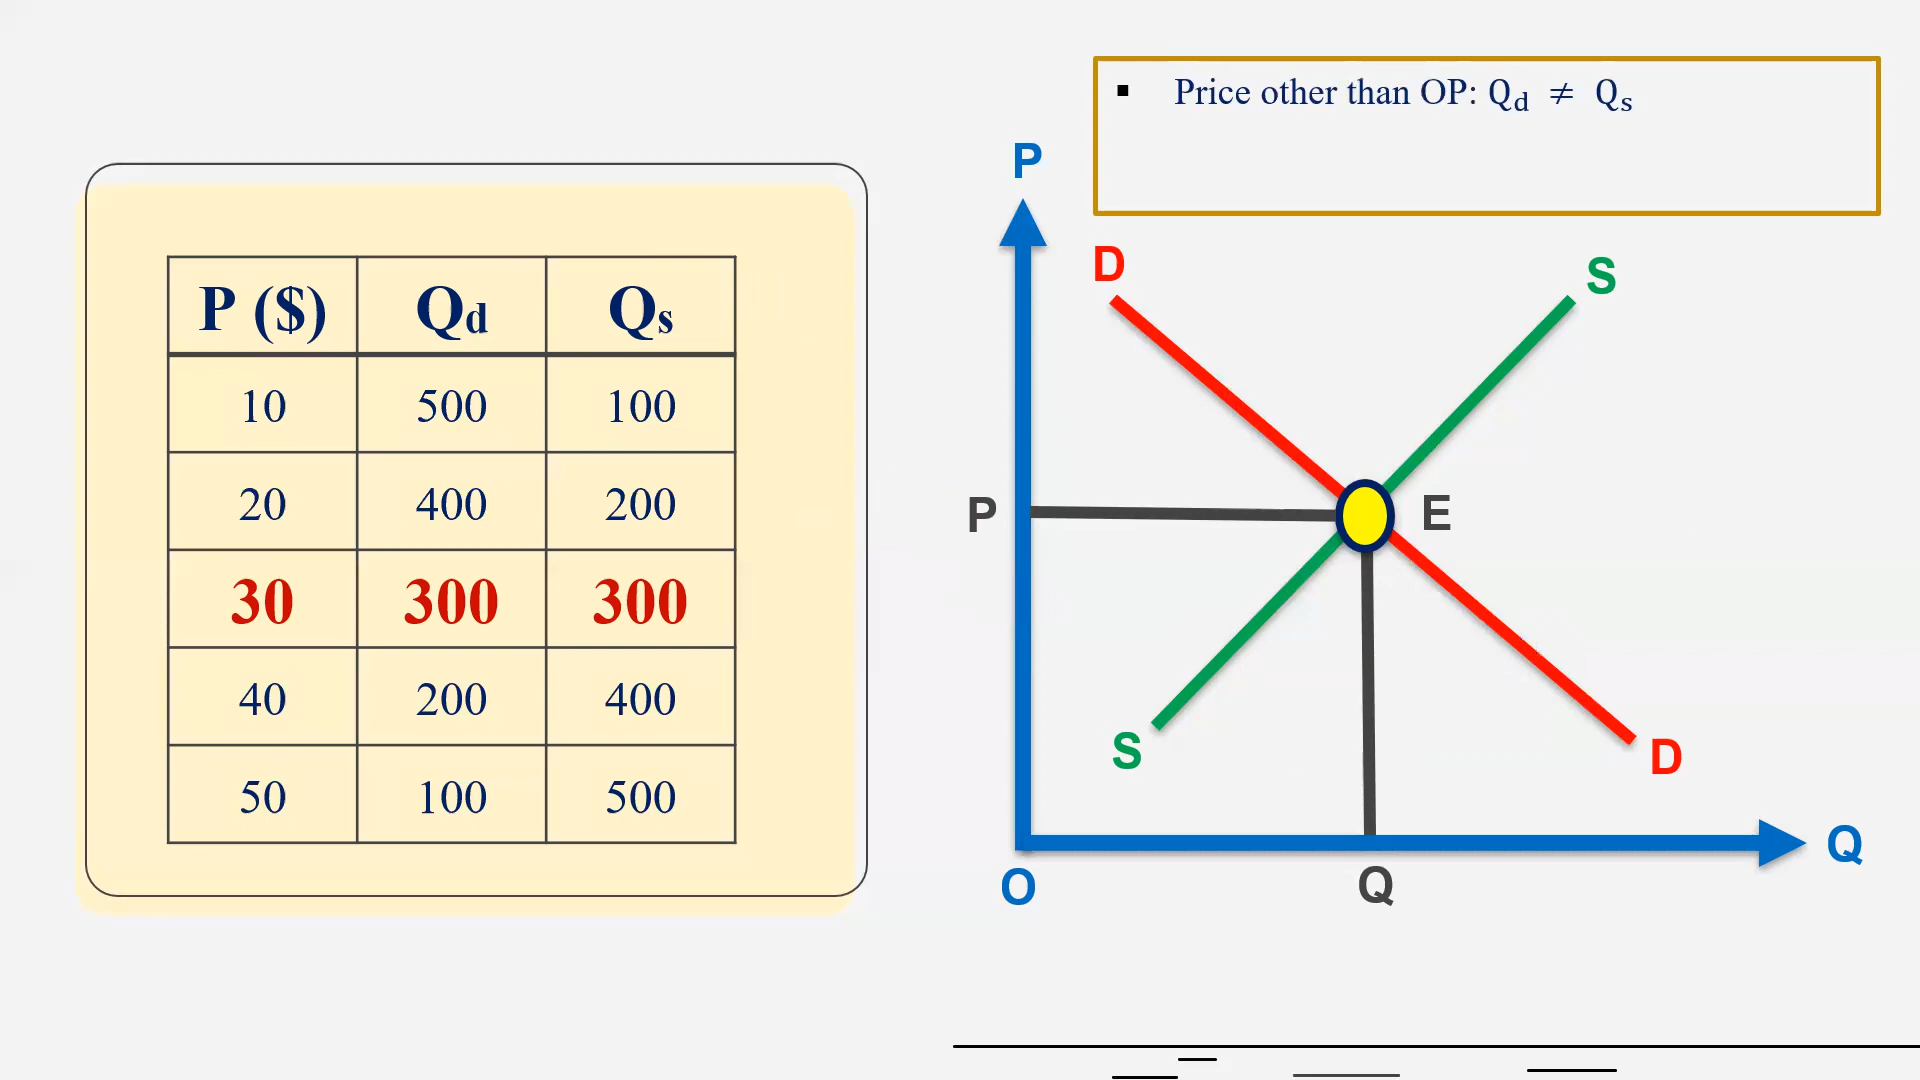 ▪ Price other than OP: Qd ≠ Qs
P ($) Qd Qs
10 500 100
20 400 200
30 300 300
40 200 400
50 100 500
P
D
S
P
E
S
D
Q
O
Q